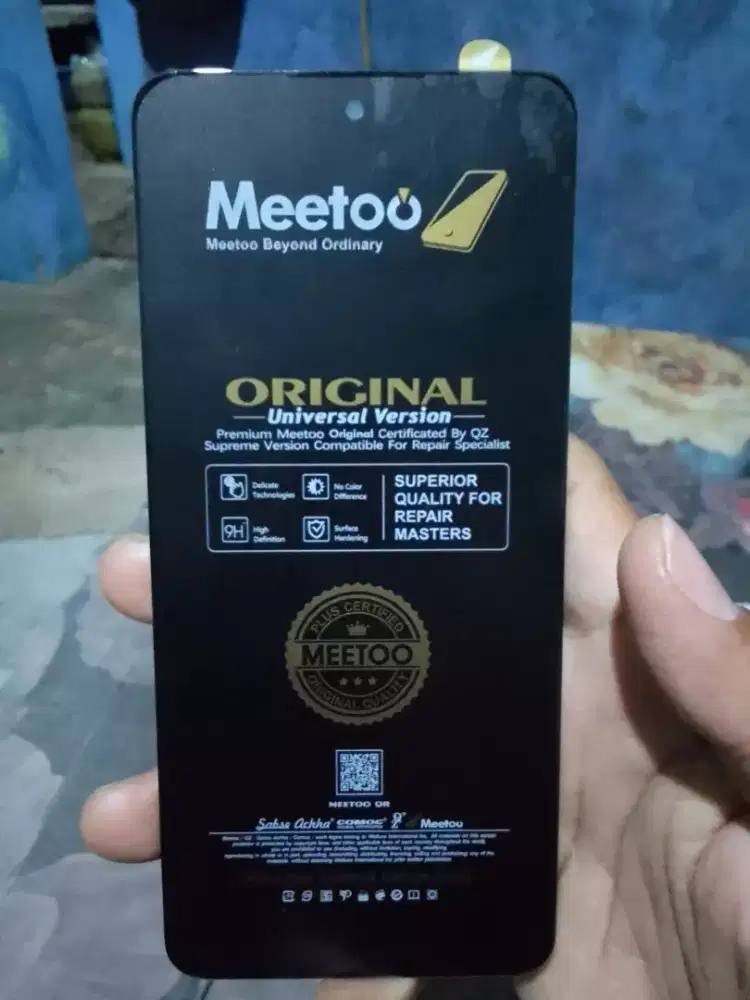 Meetoo
Meetoo Beyond Ordinary
ORIGINAL
Universal Version
Premium Meetoo Original Certificated By QZ
Supreme Version Compatible For Repair Specialist
Delicate
Technologies
No Color
Difference
9H
High
Definition
Surface
Hardening
SUPERIOR
QUALITY FOR
REPAIR
MASTERS
PLUS CERTIFIED
MEETOO
ORIGINAL QUALITY
MEETOO QR
Sabse Achha COMOC Meetoo